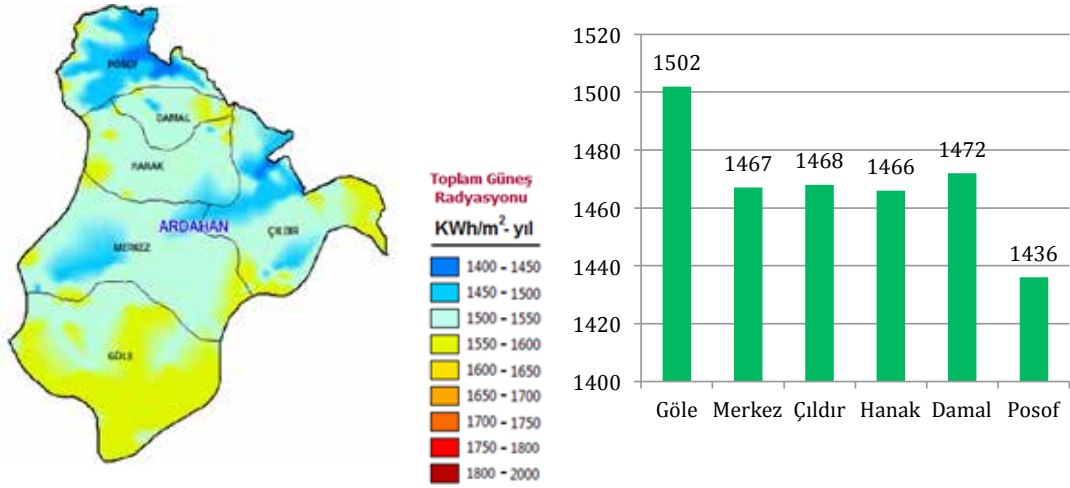 POSOF
DAMAL
HANAK
ARDAHAN
ÇILDIR
MERKEZ
GÖLE
Toplam Güneş
Radyasyonu
KWh/m²- yıl
1400 - 1450
1450 - 1500
1500 - 1550
1550 - 1600
1600 - 1650
1650 - 1700
1700 - 1750
1750 - 1800
1800 - 2000
1520
1500
1480
1460
1440
1420
1400
1502
1467
1468
1466
1472
1436
Göle Merkez Çıldır Hanak Damal Posof